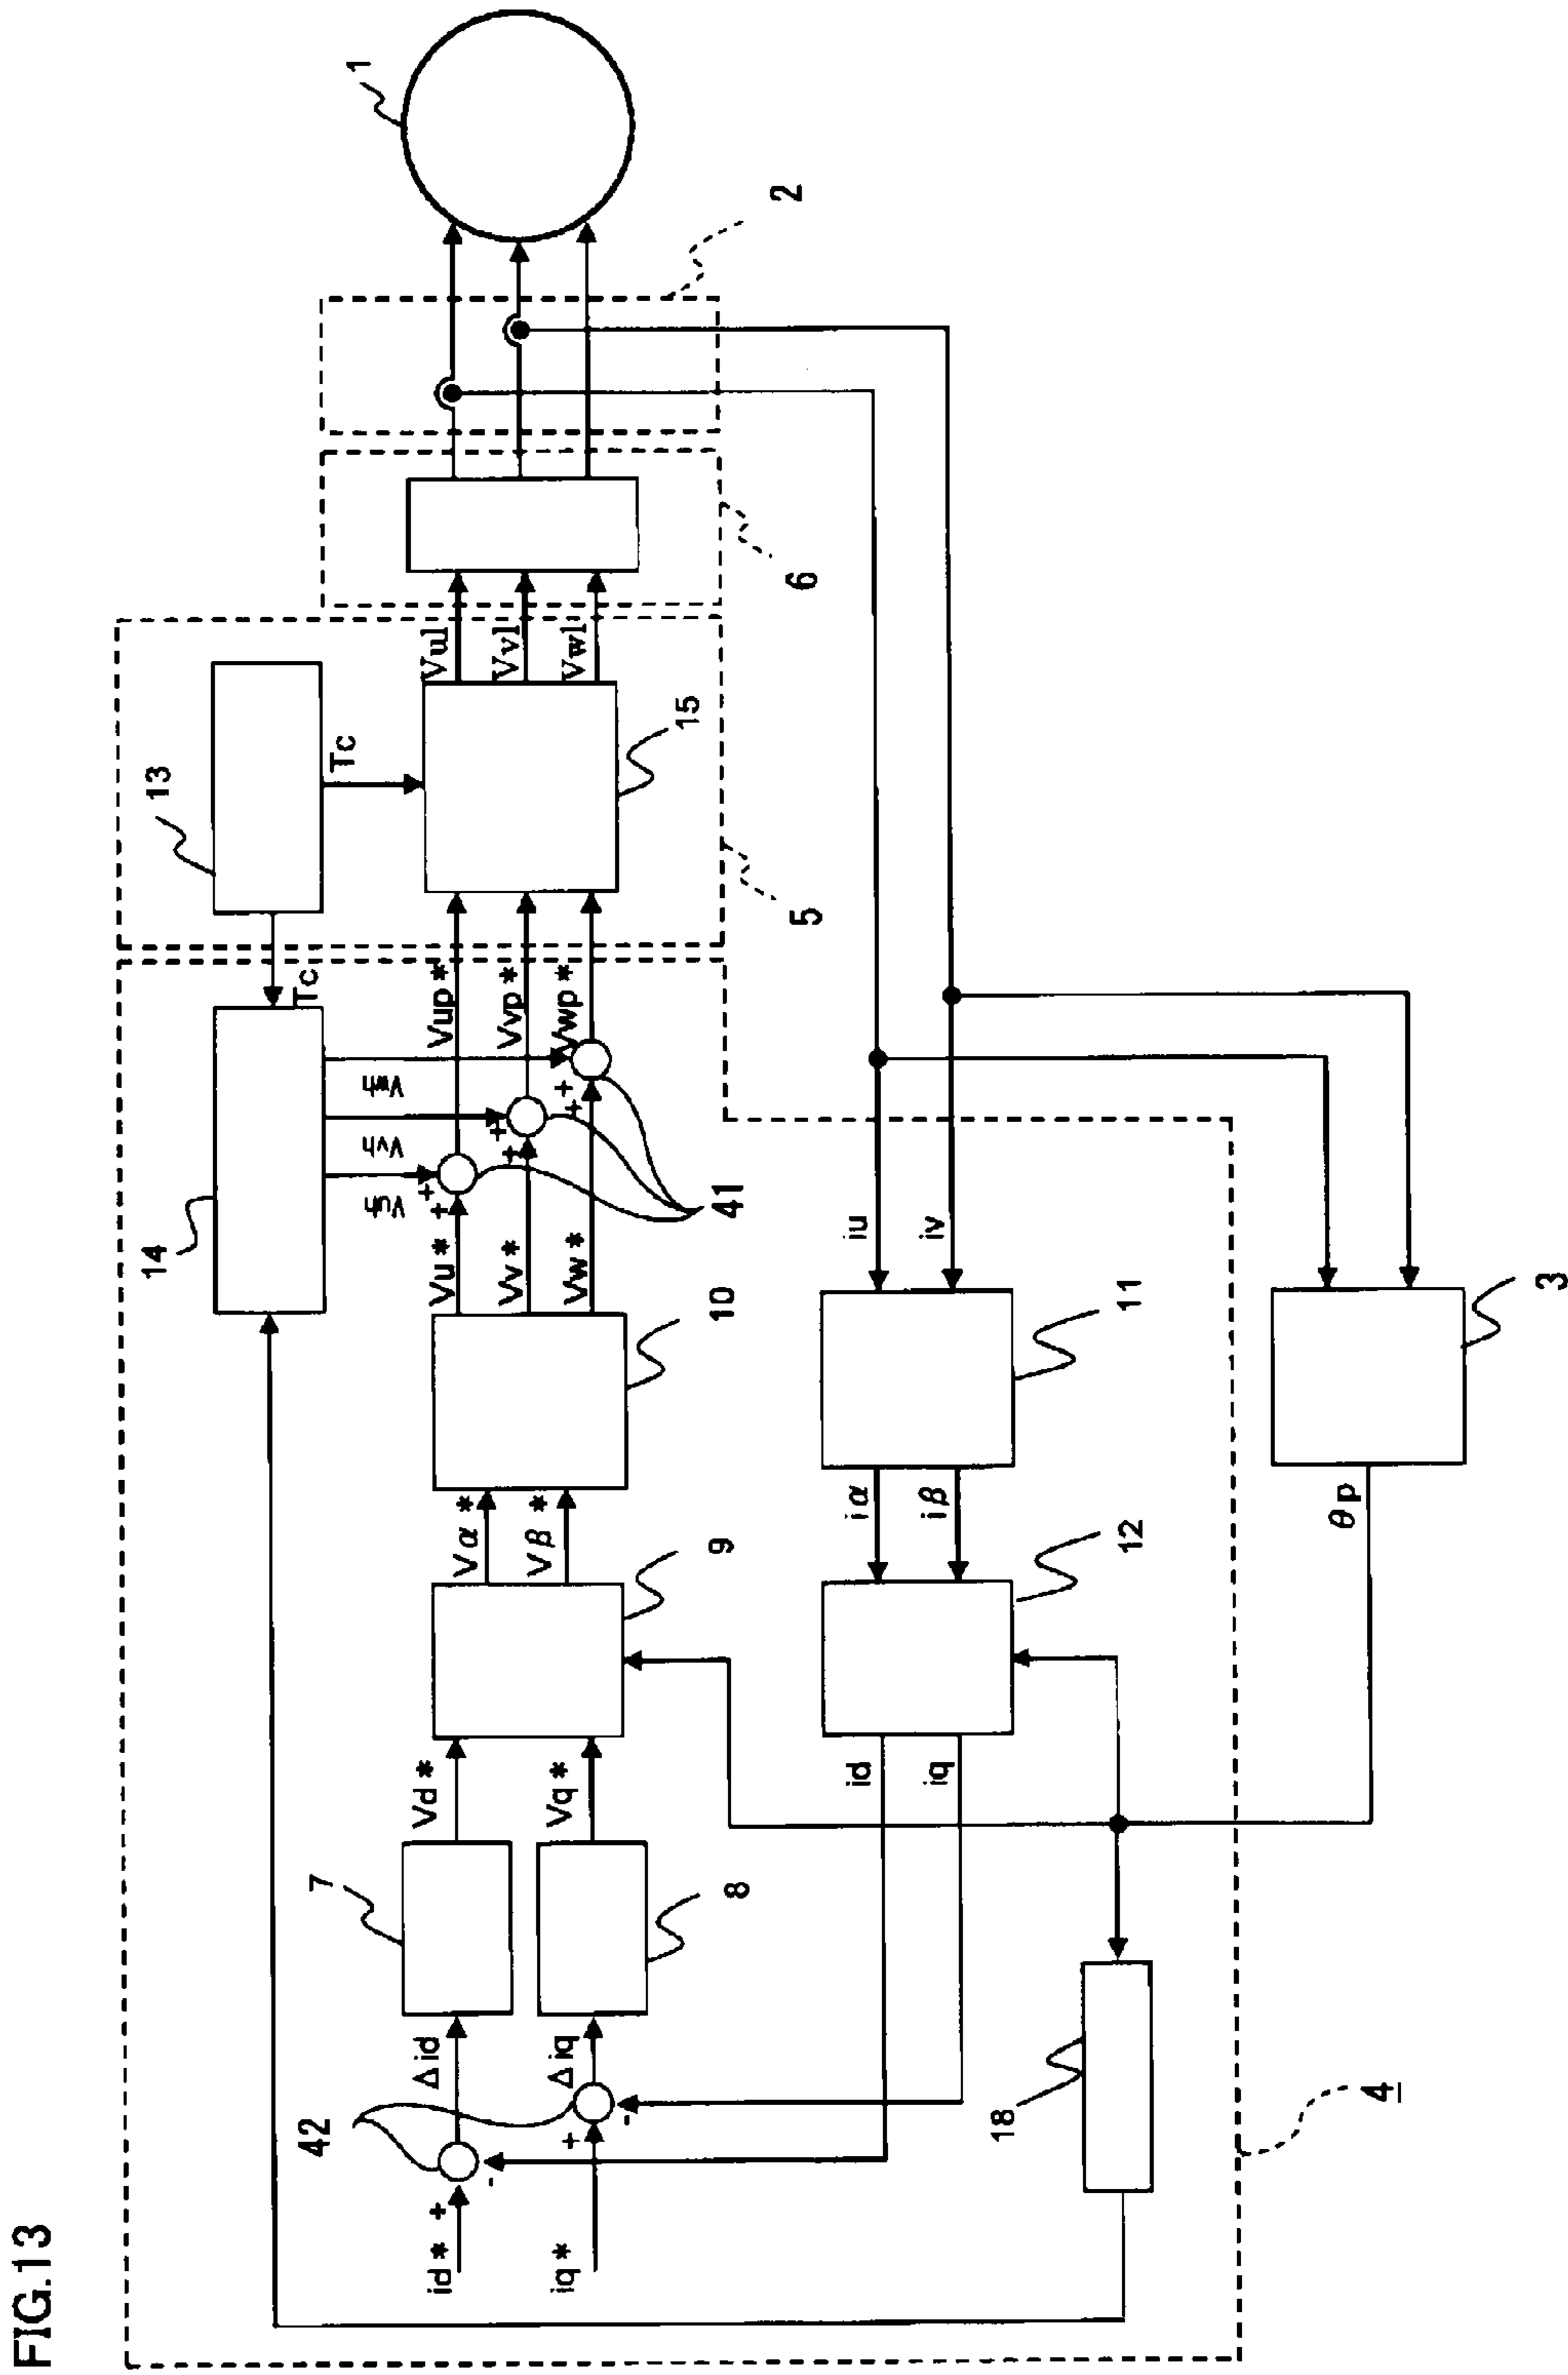 FIG.13
1
2
13
Tc
Tc
14
Vul
Vvl
Vwl
6
15
5
Vup*
Vvp*
Vwp*
Vuh
Vvh
Vwh
+
+
+
+
+
+
41
Vu*
Vv*
Vw*
10
Vα*
Vβ*
9
Vd*
Vq*
7
8
Δid
Δiq
42
id*
+
-
iq*
+
-
iu
iv
11
iα
iβ
12
id
iq
3
θp
18
4